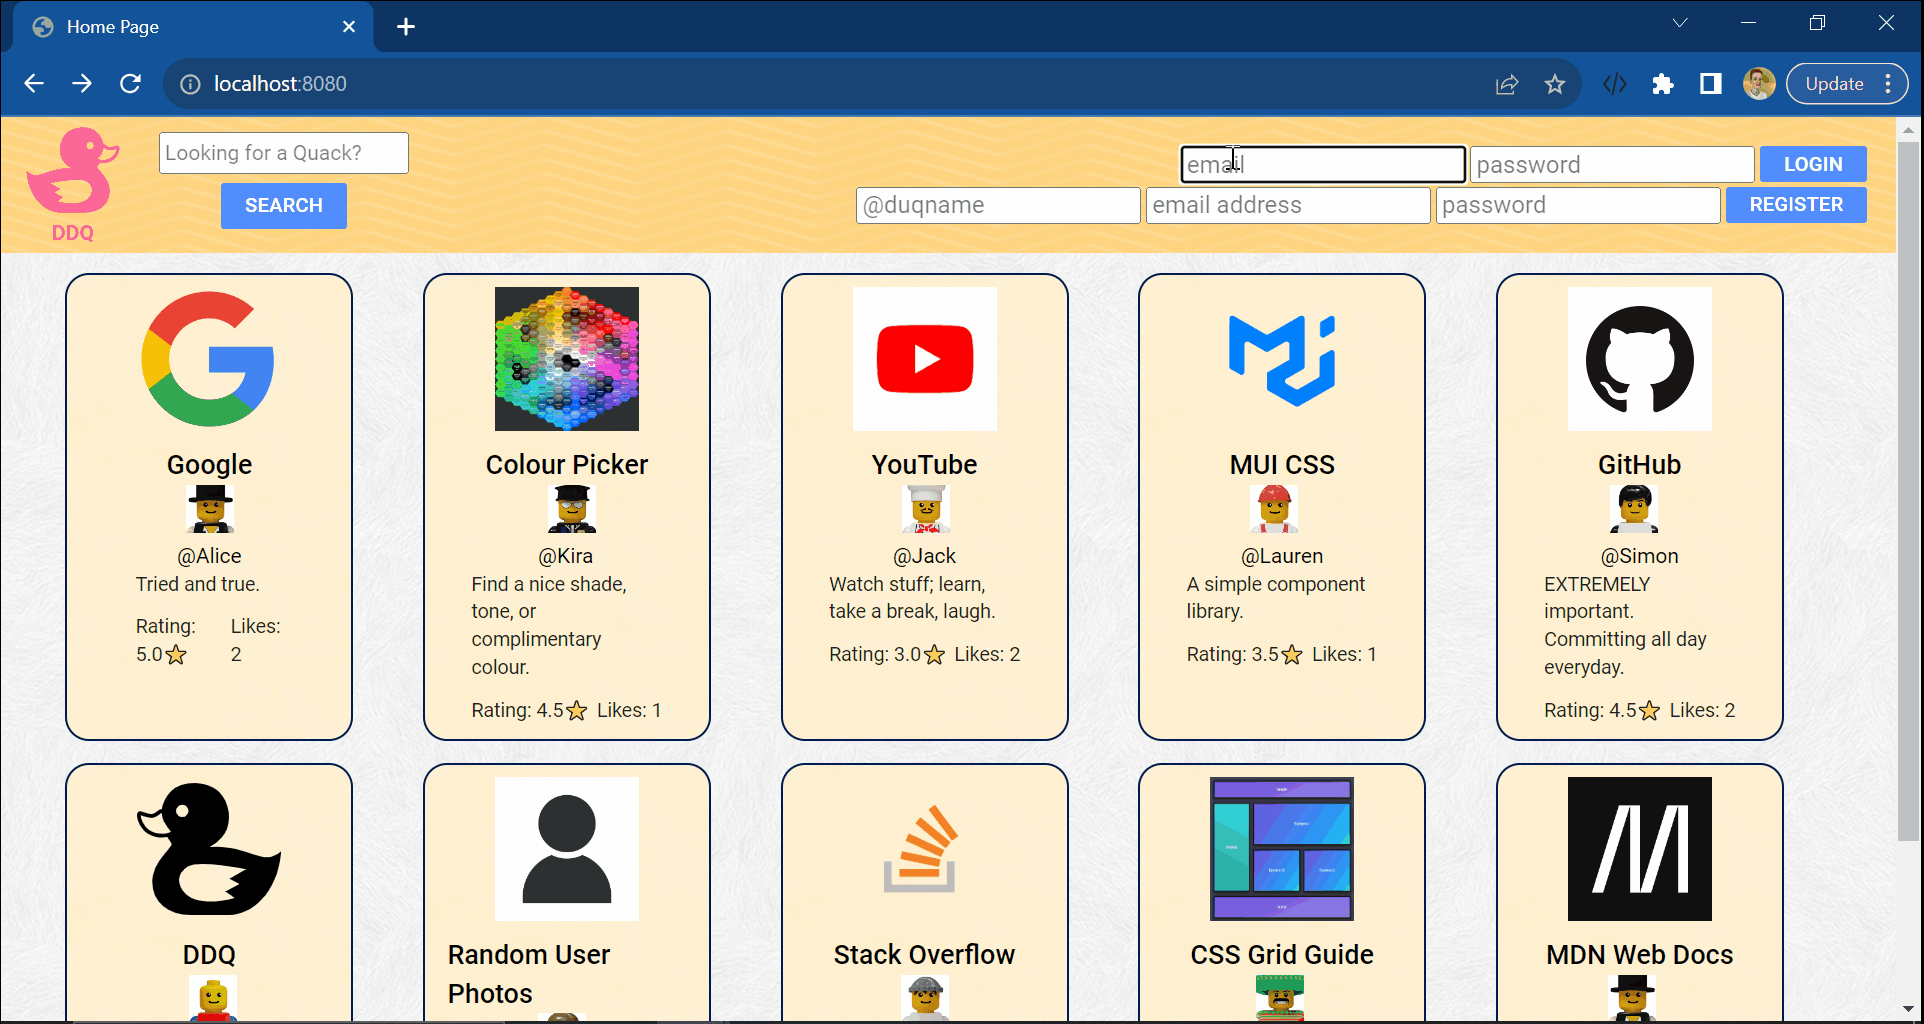 Home Page
localhost:8080
Update
DDQ
Looking for a Quack?
SEARCH
email
password
LOGIN
@duqname
email address
password
REGISTER
Google
@Alice
Tried and true.
Rating:
5.0
Likes:
2
Colour Picker
@Kira
Find a nice shade,
tone, or
complimentary
colour.
Rating: 4.5 Likes: 1
YouTube
@Jack
Watch stuff; learn,
take a break, laugh.
Rating: 3.0 Likes: 2
MUI CSS
@Lauren
A simple component
library.
Rating: 3.5 Likes: 1
GitHub
@Simon
EXTREMELY
important.
Committing all day
everyday.
Rating: 4.5 Likes: 2
DDQ
Random User
Photos
Stack Overflow
CSS Grid Guide
MDN Web Docs